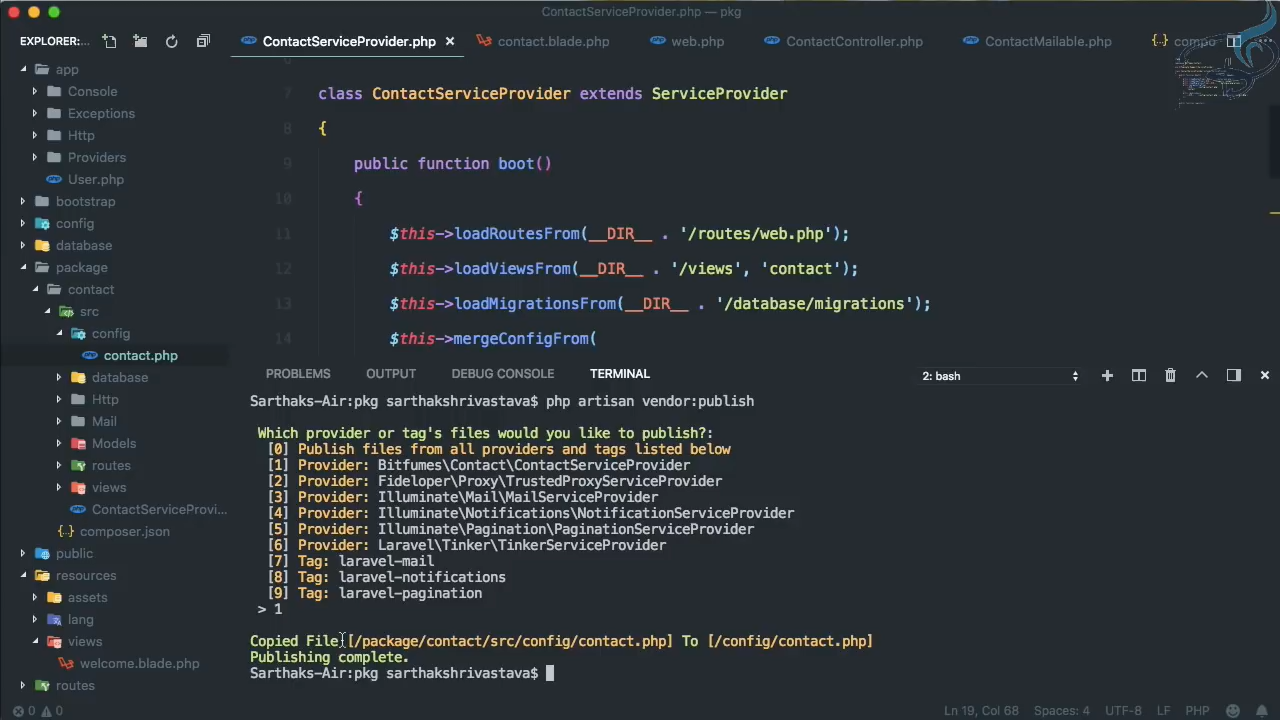 ContactServiceProvider.php — pkg
EXPLORER:...
ContactServiceProvider.php
contact.blade.php
web.php
ContactController.php
ContactMailable.php
compo
app
Console
Exceptions
Http
Providers
User.php
bootstrap
config
database
package
contact
src
config
contact.php
database
Http
Mail
Models
routes
views
ContactServiceProvi...
composer.json
public
resources
assets
lang
views
welcome.blade.php
routes
7 class ContactServiceProvider extends ServiceProvider
8 {
9 public function boot()
10 {
11 $this->loadRoutesFrom(__DIR__ . '/routes/web.php');
12 $this->loadViewsFrom(__DIR__ . '/views', 'contact');
13 $this->loadMigrationsFrom(__DIR__ . '/database/migrations');
14 $this->mergeConfigFrom(
PROBLEMS OUTPUT DEBUG CONSOLE TERMINAL 2: bash
Sarthaks-Air:pkg sarthakshrivastava$ php artisan vendor:publish
Which provider or tag's files would you like to publish?:
[0] Publish files from all providers and tags listed below
[1] Provider: Bitfumes\Contact\ContactServiceProvider
[2] Provider: Fideloper\Proxy\TrustedProxyServiceProvider
[3] Provider: Illuminate\Mail\MailServiceProvider
[4] Provider: Illuminate\Notifications\NotificationServiceProvider
[5] Provider: Illuminate\Pagination\PaginationServiceProvider
[6] Provider: Laravel\Tinker\TinkerServiceProvider
[7] Tag: laravel-mail
[8] Tag: laravel-notifications
[9] Tag: laravel-pagination
> 1
Copied File [/package/contact/src/config/contact.php] To [/config/contact.php]
Publishing complete.
Sarthaks-Air:pkg sarthakshrivastava$
0 0 Ln 19, Col 68 Spaces: 4 UTF-8 LF PHP